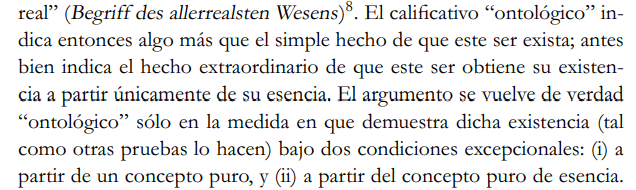 real” (Begriff des allerrealsten Wesens)8. El calificativo “ontológico” in-
dica entonces algo más que el simple hecho de que este ser exista; antes
bien indica el hecho extraordinario de que este ser obtiene su existen-
cia a partir únicamente de su esencia. El argumento se vuelve de verdad
“ontológico” sólo en la medida en que demuestra dicha existencia (tal
como otras pruebas lo hacen) bajo dos condiciones excepcionales: (i) a
partir de un concepto puro, y (ii) a partir del concepto puro de esencia.